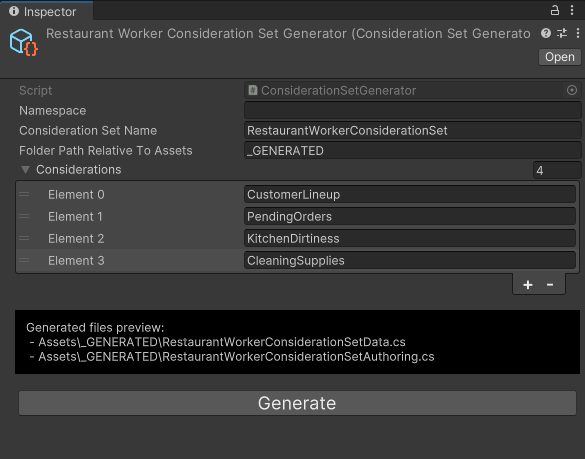 Inspector
Restaurant Worker Consideration Set Generator (Consideration Set Generato
Open
Script ConsiderationSetGenerator
Namespace
Consideration Set Name RestaurantWorkerConsiderationSet
Folder Path Relative To Assets _GENERATED
Considerations 4
Element 0 CustomerLineup
Element 1 PendingOrders
Element 2 KitchenDirtiness
Element 3 CleaningSupplies
+ -
Generated files preview:
- Assets\_GENERATED\RestaurantWorkerConsiderationSetData.cs
- Assets\_GENERATED\RestaurantWorkerConsiderationSetAuthoring.cs
Generate